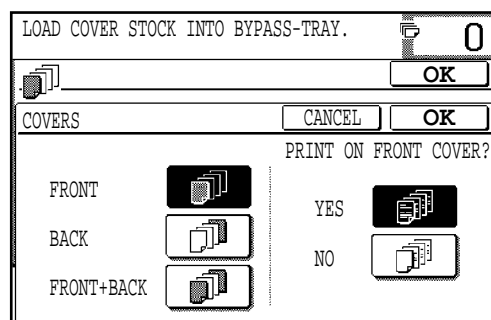 LOAD COVER STOCK INTO BYPASS-TRAY.
0
OK
COVERS
CANCEL
OK
PRINT ON FRONT COVER?
FRONT
YES
BACK
NO
FRONT+BACK